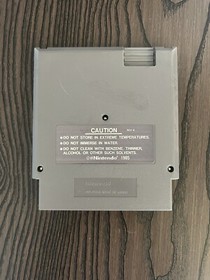 CAUTION
•DO NOT STORE IN EXTREME TEMPERATURES.
•DO NOT IMMERSE IN WATER.
•DO NOT CLEAN WITH BENZENE, THINNER,
ALCOHOL OR OTHER SUCH SOLVENTS.
©Nintendo® 1985